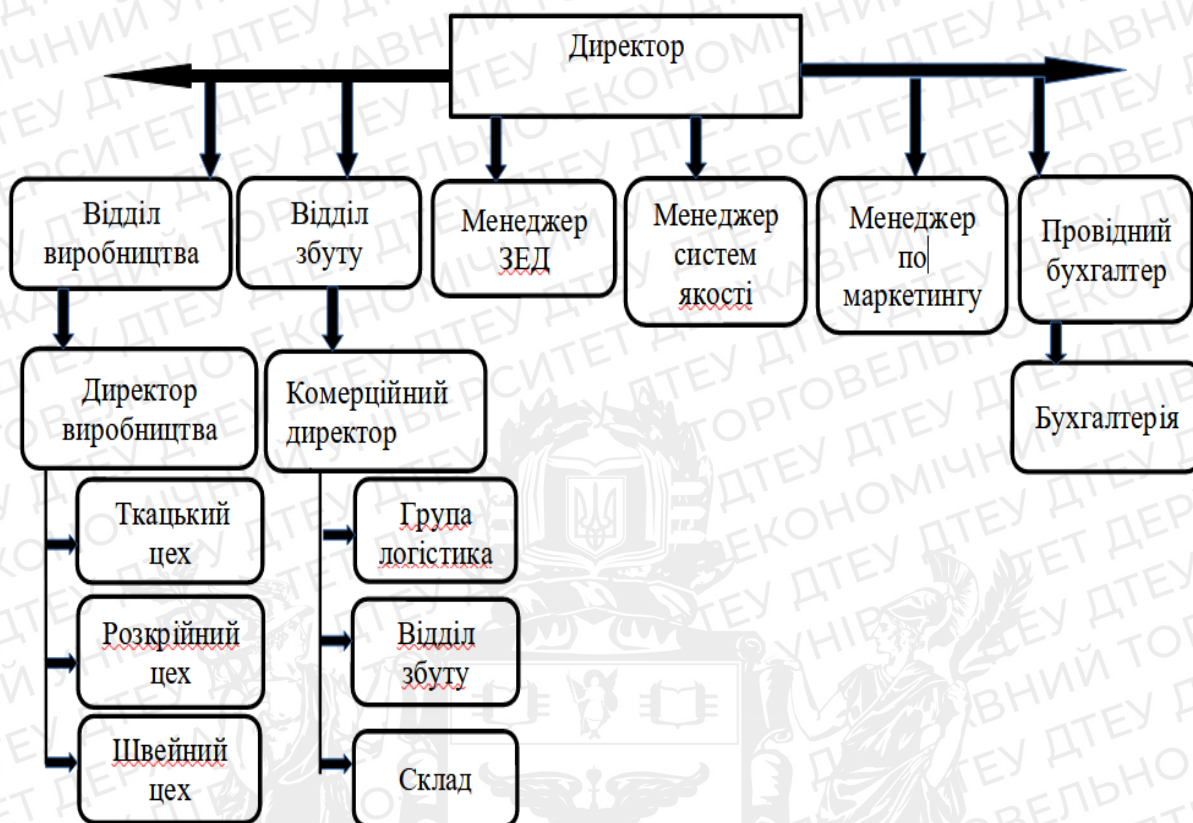 Директор
Відділ
виробництва
Відділ
збуту
Менеджер
ЗЕД
Менеджер
систем
якості
Менеджер
по
маркетингу
Провідний
бухгалтер
Директор
виробництва
Комерційний
директор
Бухгалтерія
Ткацький
цех
Група
логістика
Розкрійний
цех
Відділ
збуту
Швейний
цех
Склад